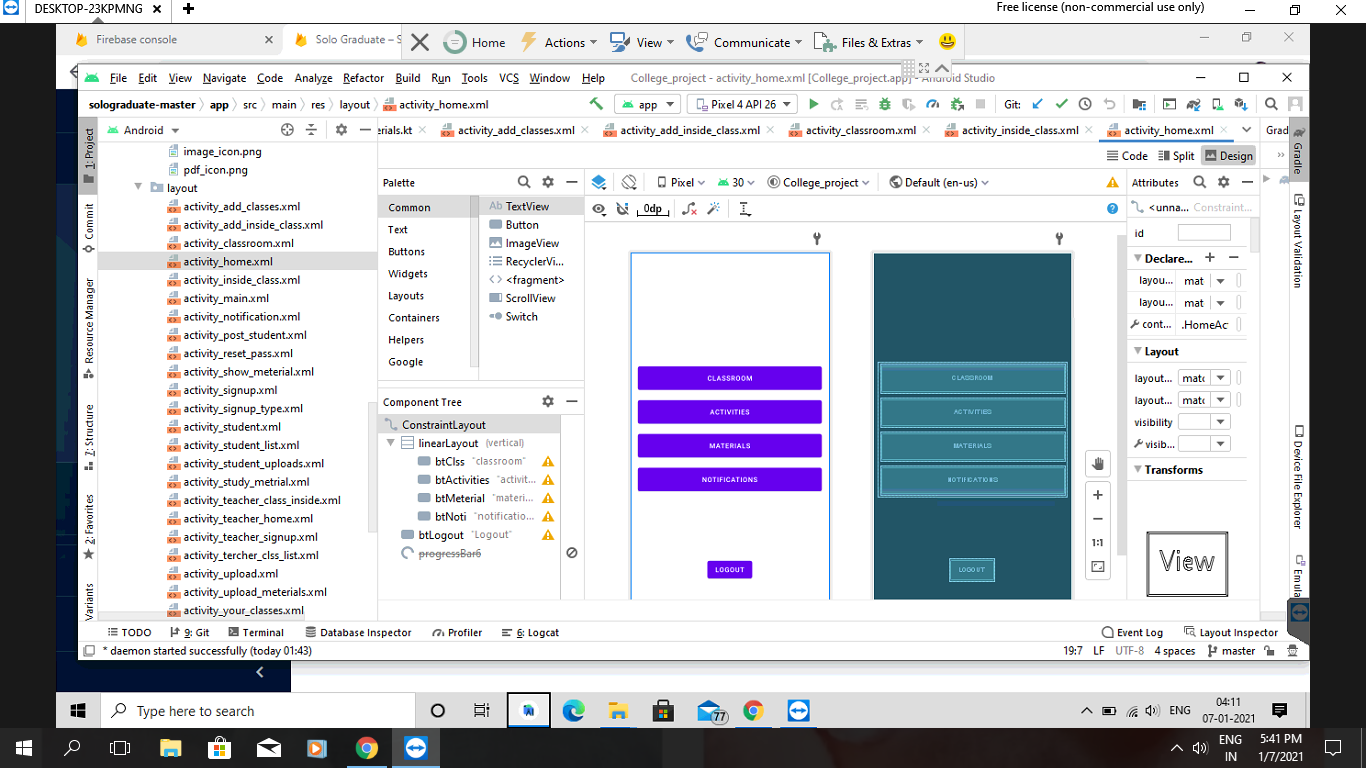 DESKTOP-23KPMNG
Free license (non-commercial use only)
Firebase console
Solo Graduate – S
Home
Actions
View
Communicate
Files & Extras
File Edit View Navigate Code Analyze Refactor Build Run Tools VCS Window Help
College_project - activity_home.xml [College_project.app] - Android Studio
sologaduate-master app src main res layout activity_home.xml
app
Pixel 4 API 26
Git:
1: Project
Android
erials.kt
activity_add_classes.xml
activity_add_inside_class.xml
activity_classroom.xml
activity_inside_class.xml
activity_home.xml
Grad
Gradle
Code Split Design
image_icon.png
pdf_icon.png
layout
activity_add_classes.xml
activity_add_inside_class.xml
activity_classroom.xml
activity_home.xml
activity_inside_class.xml
activity_main.xml
activity_notification.xml
activity_post_student.xml
activity_reset_pass.xml
activity_show_meterial.xml
activity_signup.xml
activity_signup_type.xml
activity_student.xml
activity_student_list.xml
activity_student_uploads.xml
activity_study_metrial.xml
activity_teacher_class_inside.xml
activity_teacher_home.xml
activity_teacher_signup.xml
activity_tercher_clss_list.xml
activity_upload.xml
activity_upload_materials.xml
activity_your_classes.xml
Commit
Resource Manager
7: Structure
2: Favorites
Variants
Palette
Common
Text
Buttons
Widgets
Layouts
Containers
Helpers
Google
Ab TextView
Button
ImageView
RecyclerVi...
<fragment>
ScrollView
Switch
Component Tree
ConstraintLayout
linearLayout (vertical)
btClss "classroom"
btActivities "activit...
btMeterial "materi...
btNoti "notificatio...
btLogout "Logout"
progressBar6
Pixel
30
College_project
Default (en-us)
0dp
CLASSROOM
ACTIVITIES
MATERIALS
NOTIFICATIONS
LOGOUT
CLASSROOM
ACTIVITIES
MATERIALS
NOTIFICATIONS
LOGOUT
1:1
Attributes
<unna... Constraint...
id
Declare...
layou... mat
layou... mat
cont... .HomeAc
Layout
layout... matc
layout... matc
visibility
visib...
Transforms
View
Layout Validation
Device File Explorer
Emula
TODO 9: Git Terminal Database Inspector Profiler 6: Logcat
Event Log Layout Inspector
* daemon started successfully (today 01:43)
19:7 LF UTF-8 4 spaces master
Type here to search
77
ENG
04:11
07-01-2021
ENG
IN
5:41 PM
1/7/2021